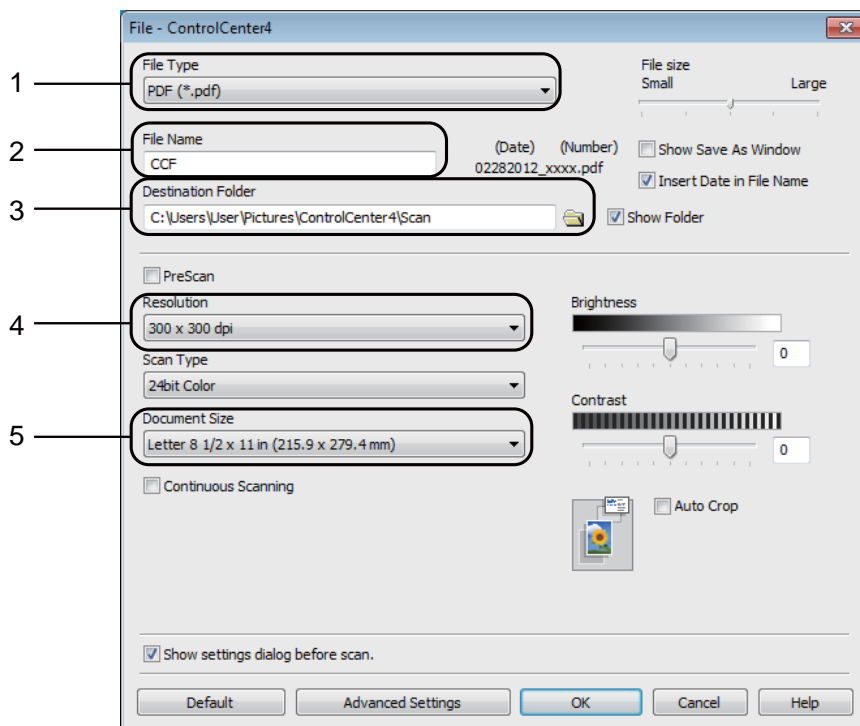 File - ControlCenter4
1
File Type
PDF (*.pdf)
File size
Small Large
2
File Name
CCF
(Date) (Number)
02282012_xxxx.pdf
Show Save As Window
Insert Date in File Name
3
Destination Folder
C:\Users\User\Pictures\ControlCenter4\Scan
Show Folder
PreScan
4
Resolution
300 x 300 dpi
Scan Type
24bit Color
5
Document Size
Letter 8 1/2 x 11 in (215.9 x 279.4 mm)
Continuous Scanning
Brightness
0
Contrast
0
Auto Crop
Show settings dialog before scan.
Default Advanced Settings OK Cancel Help